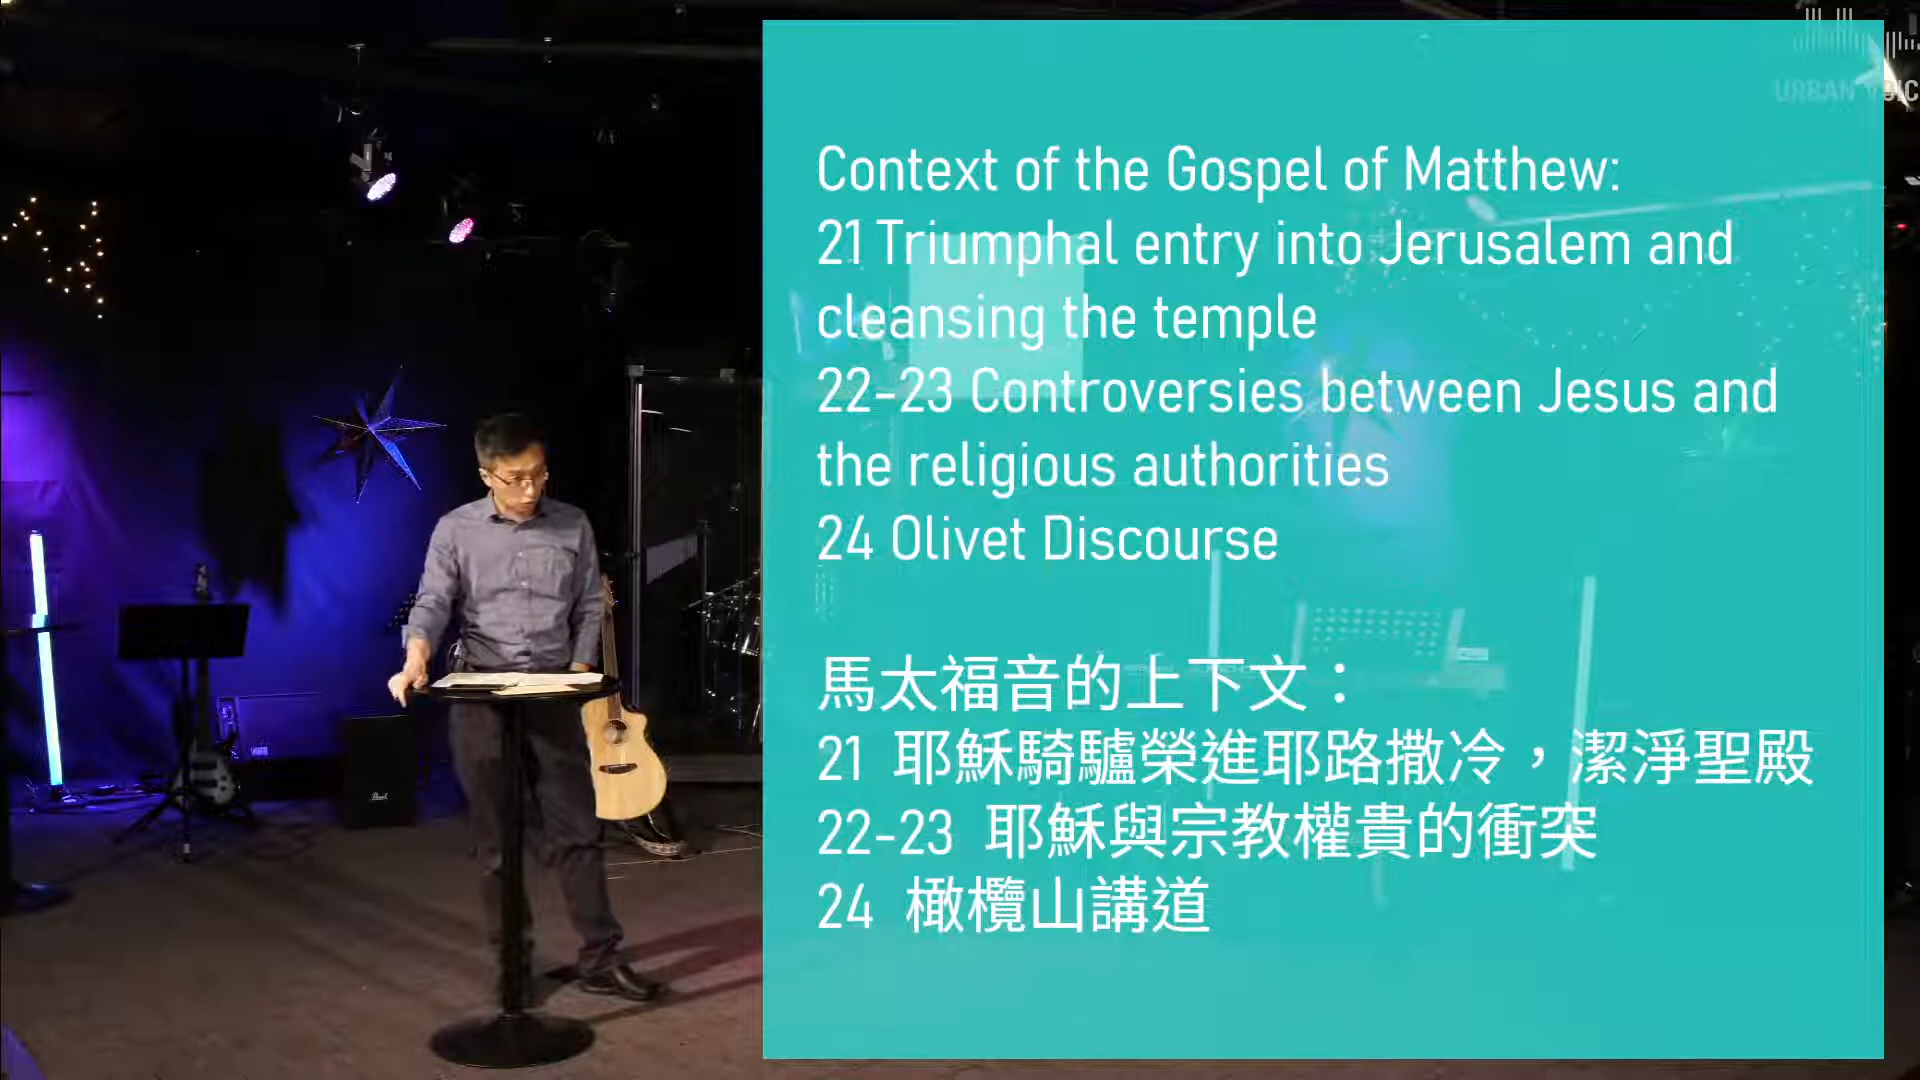 URBAN
Context of the Gospel of Matthew:
21 Triumphal entry into Jerusalem and
cleansing the temple
22-23 Controversies between Jesus and
the religious authorities
24 Olivet Discourse
馬太福音的上下文：
21 耶穌騎驢榮進耶路撒冷，潔淨聖殿
22-23 耶穌與宗教權貴的衝突
24 橄欖山講道
Pearl